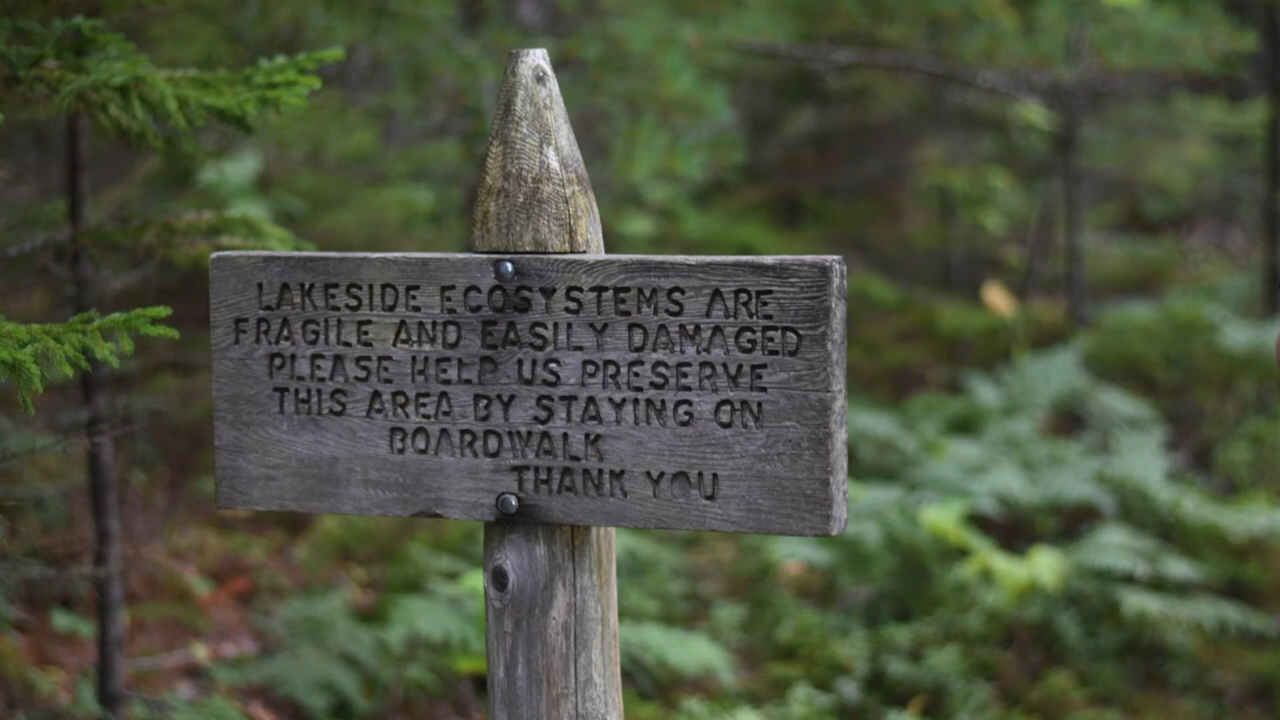 LAKESIDE ECOSYSTEMS ARE
FRAGILE AND EASILY DAMAGED
PLEASE HELP US PRESERVE
THIS AREA BY STAYING ON
BOARDWALK
THANK YOU